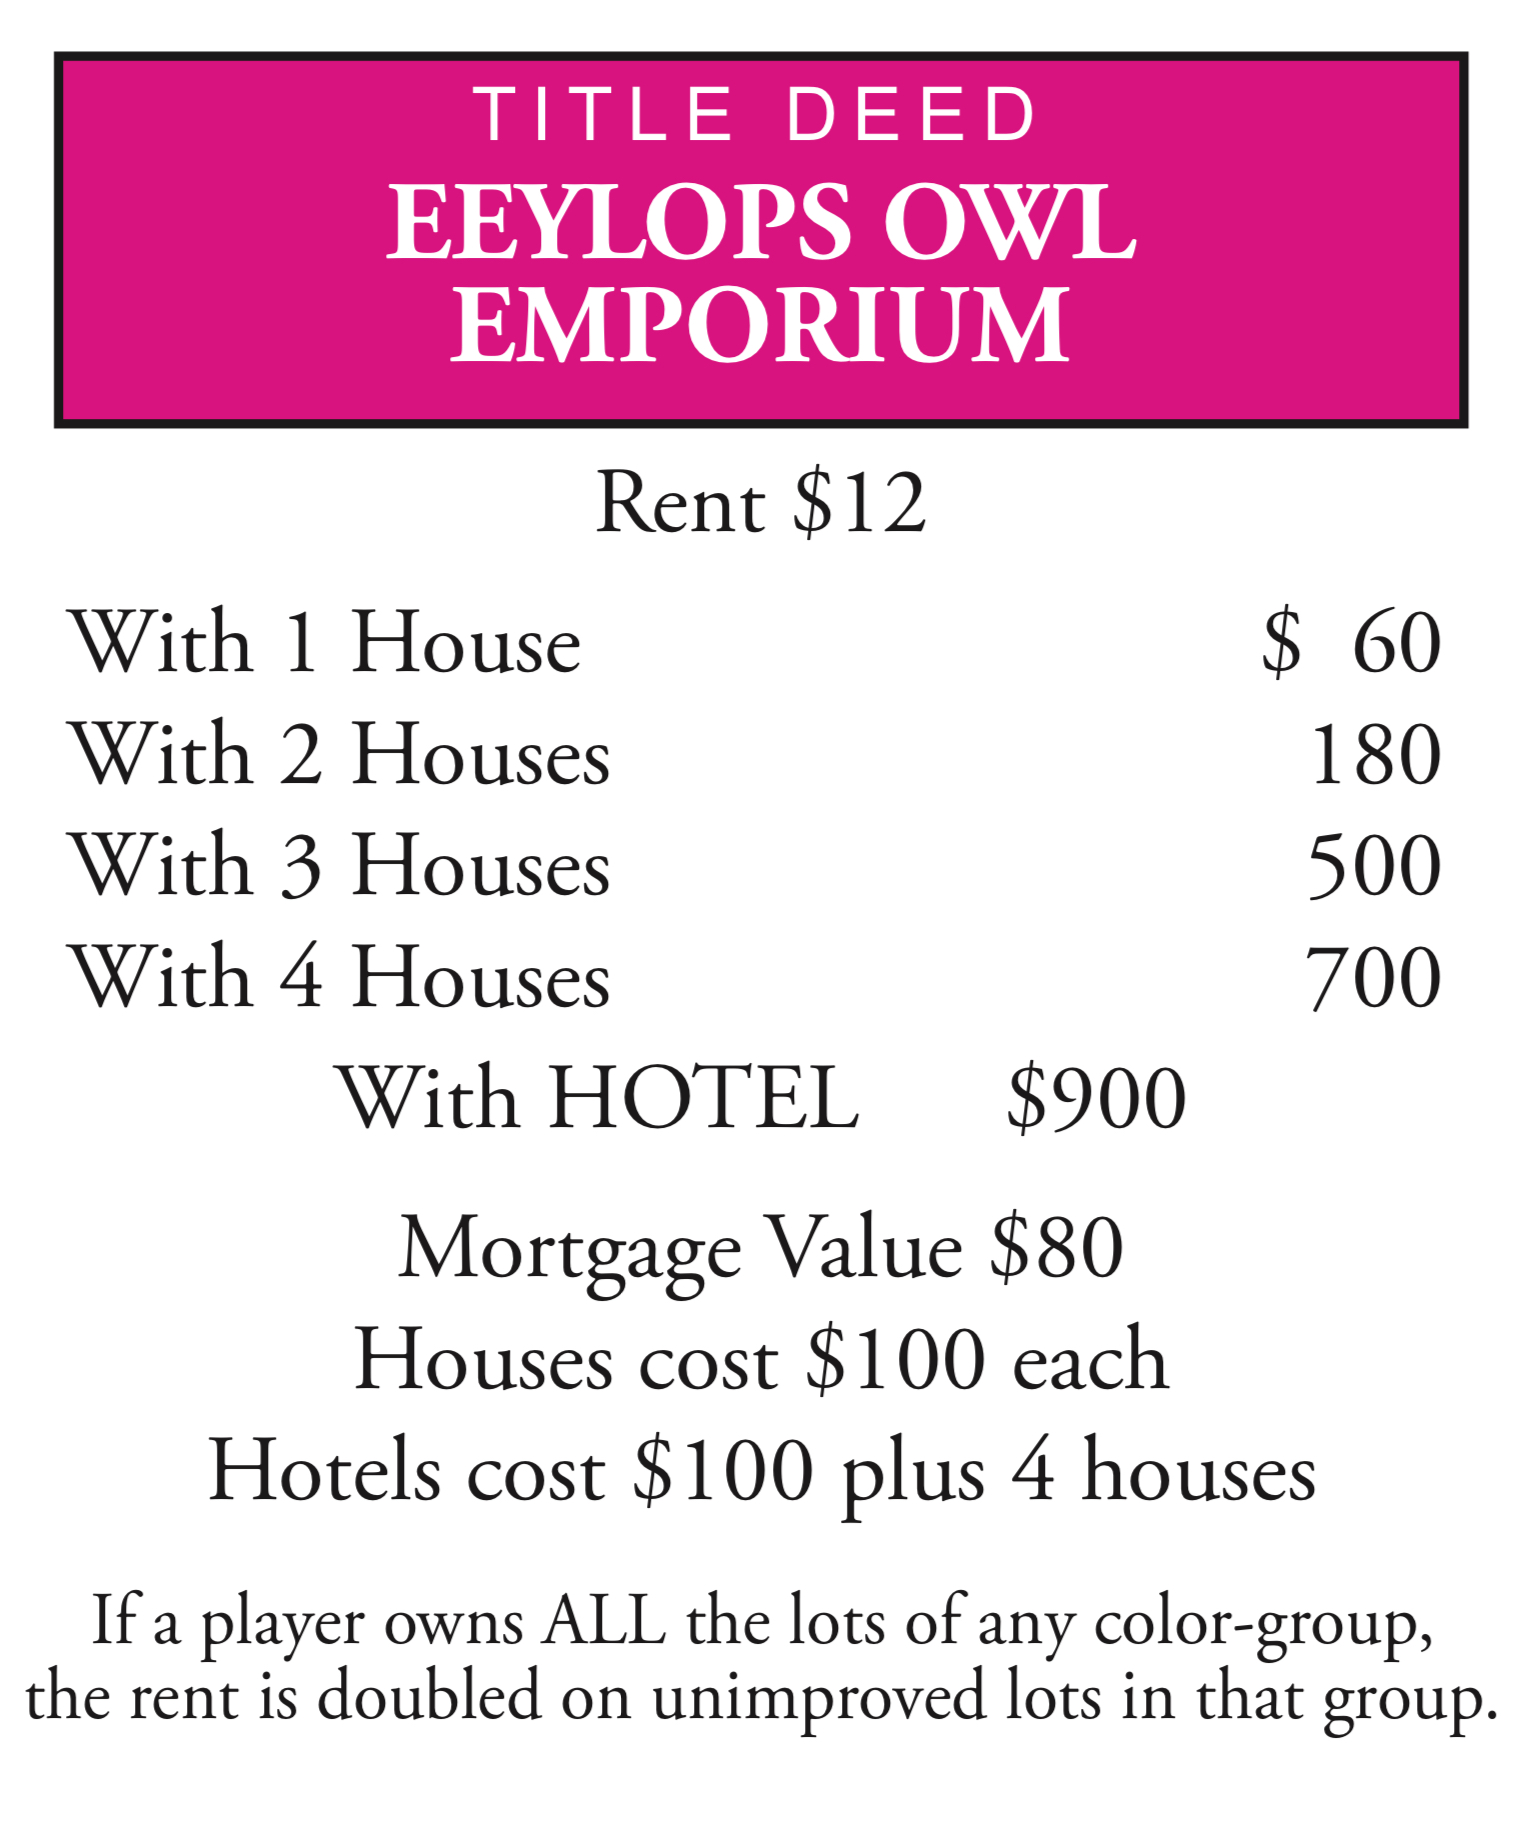 TITLE DEED
EEYLOPS OWL
EMPORIUM
Rent $12
With 1 House $ 60
With 2 Houses 180
With 3 Houses 500
With 4 Houses 700
With HOTEL $900
Mortgage Value $80
Houses cost $100 each
Hotels cost $100 plus 4 houses
If a player owns ALL the lots of any color-group,
the rent is doubled on unimproved lots in that group.